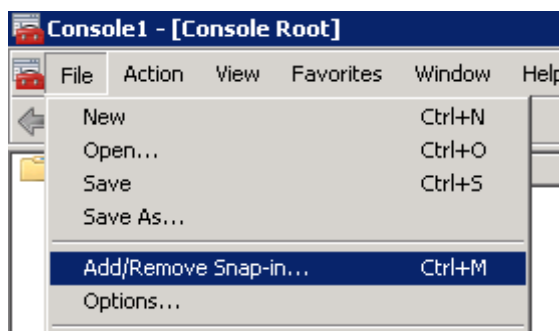 Console1 - [Console Root]
File Action View Favorites Window Help
New Ctrl+N
Open... Ctrl+O
Save Ctrl+S
Save As...
Add/Remove Snap-in... Ctrl+M
Options...